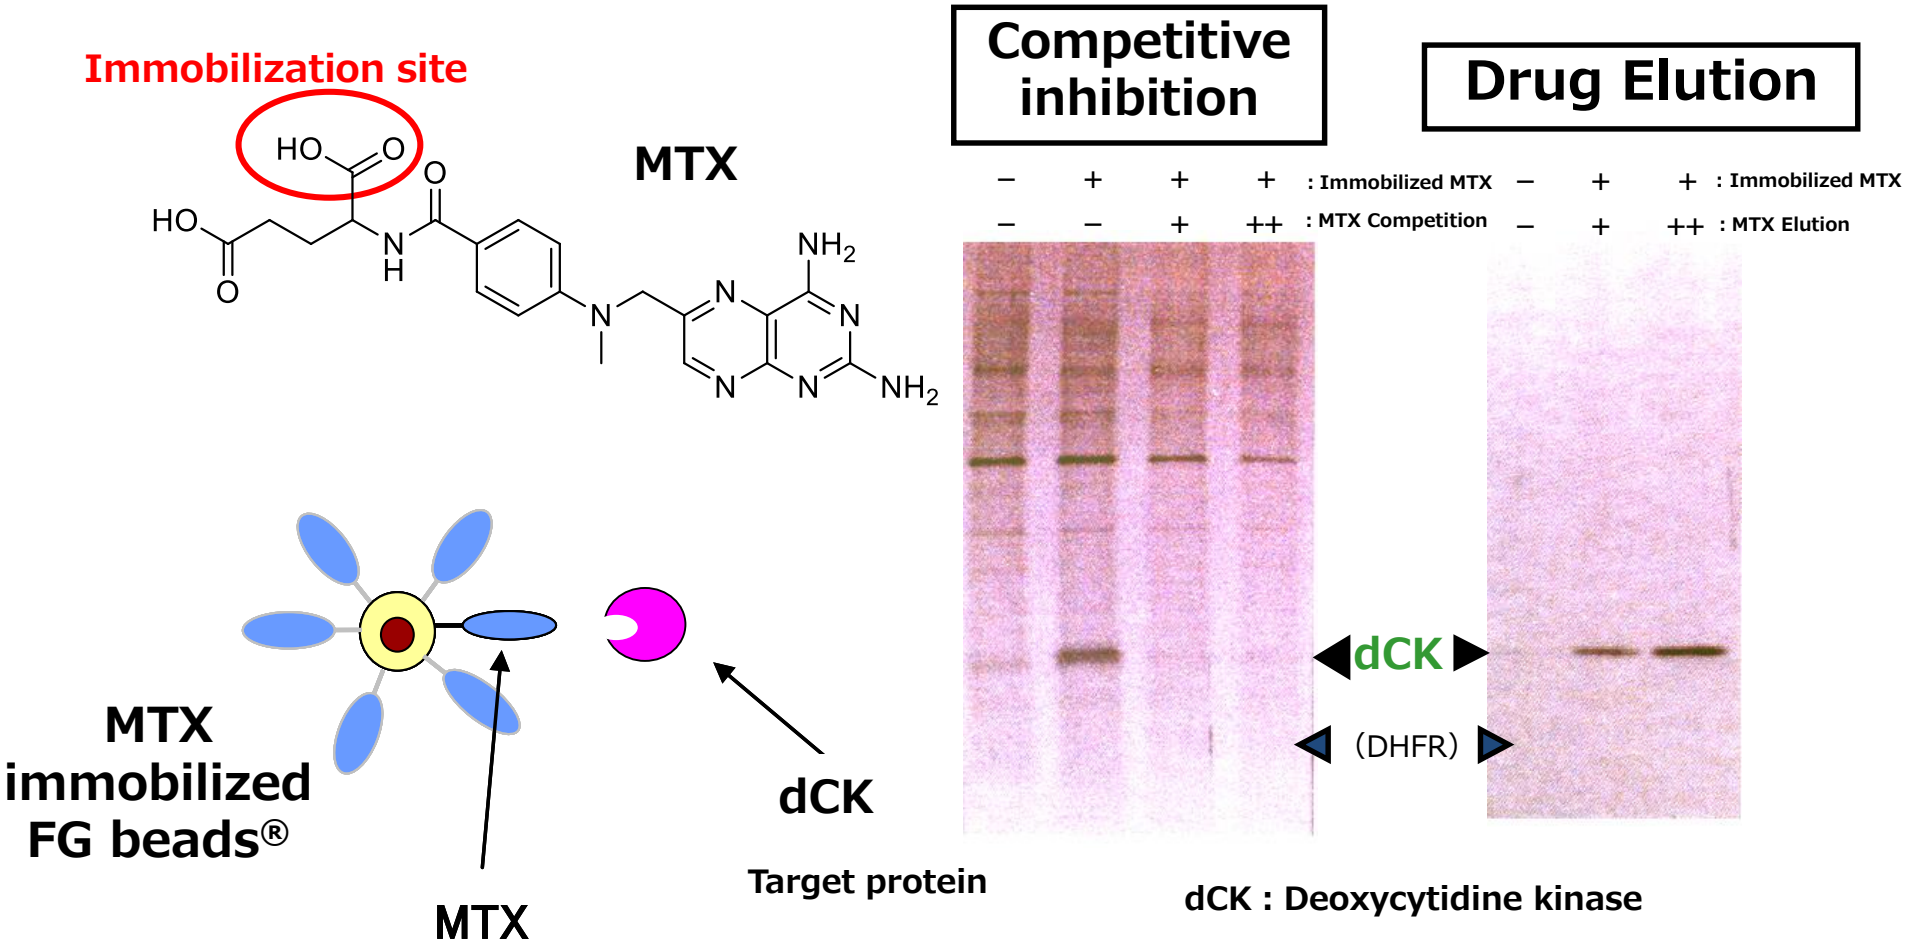 Immobilization site
HO
O
O
HO
O
N
H
MTX
N
N
N
NH2
N
N
NH2
Competitive
inhibition
− + + + : Immobilized MTX
− − + ++ : MTX Competition
Drug Elution
− + + : Immobilized MTX
− + ++ : MTX Elution
dCK
(DHFR)
MTX
immobilized
FG beads®
MTX
dCK
Target protein
dCK : Deoxycytidine kinase